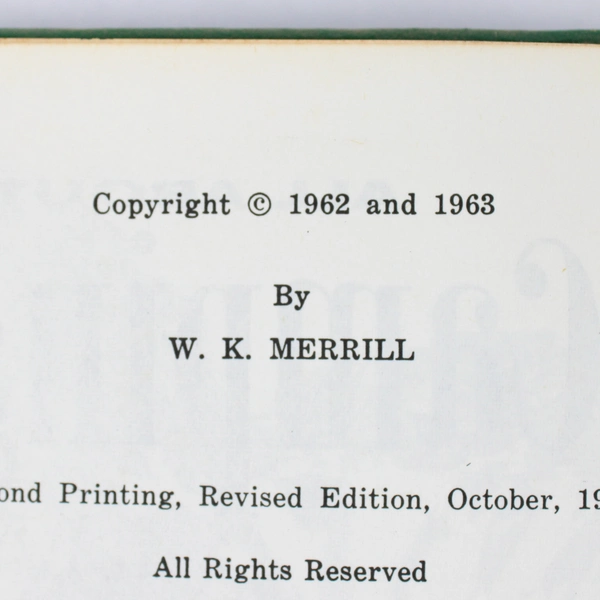 Copyright © 1962 and 1963
By
W. K. MERRILL
ond Printing, Revised Edition, October, 19
All Rights Reserved